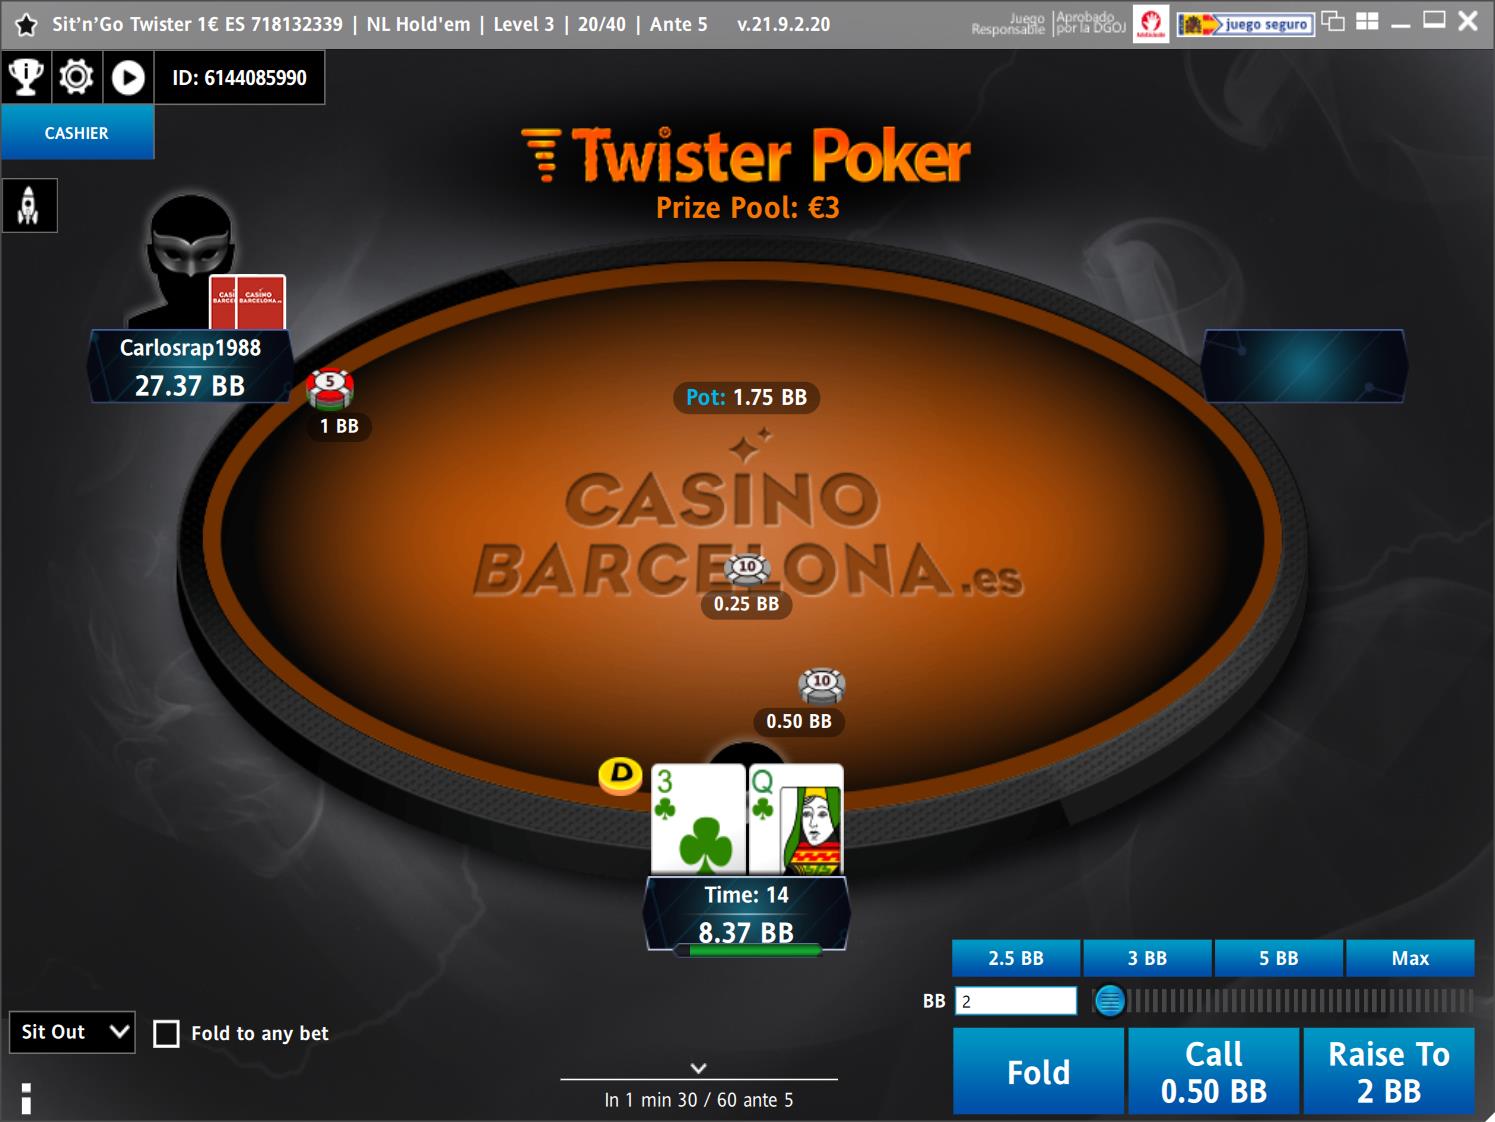 Sit'n'Go Twister 1€ ES 718132339 | NL Hold'em | Level 3 | 20/40 | Ante 5 v.21.9.2.20
Juego Responsable
Aprobado por la DGOJ
juego seguro
ID: 6144085990
CASHIER
Twister Poker
Prize Pool: €3
CASINO BARCELONA.es
Carlosrap1988
27.37 BB
5
1 BB
Pot: 1.75 BB
CASINO
BARCELONA.es
10
0.25 BB
10
0.50 BB
D
3
Q
Time: 14
8.37 BB
2.5 BB
3 BB
5 BB
Max
BB 2
Sit Out
Fold to any bet
Fold
Call 0.50 BB
Raise To 2 BB
In 1 min 30 / 60 ante 5